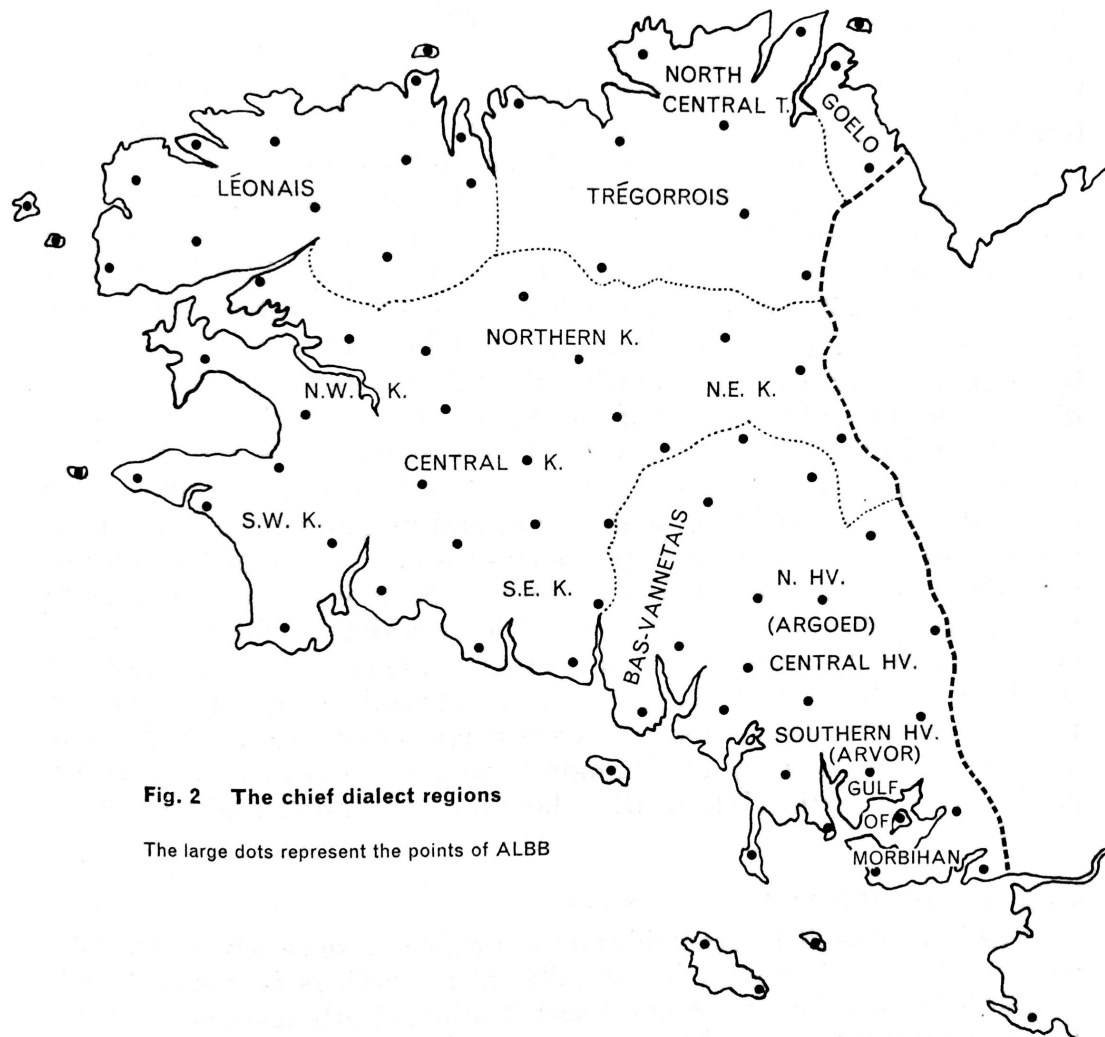 NORTH
CENTRAL T.
GOELO
LÉONAIS
TRÉGORROIS
NORTHERN K.
N.W. K.
N.E. K.
CENTRAL K.
S.W. K.
S.E. K.
BAS-VANNETAIS
N. HV.
(ARGOED)
CENTRAL HV.
SOUTHERN HV.
(ARVOR)
GULF
OF
MORBIHAN
Fig. 2 The chief dialect regions
The large dots represent the points of ALBB